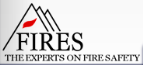 FIRES
THE EXPERTS ON FIRE SAFETY